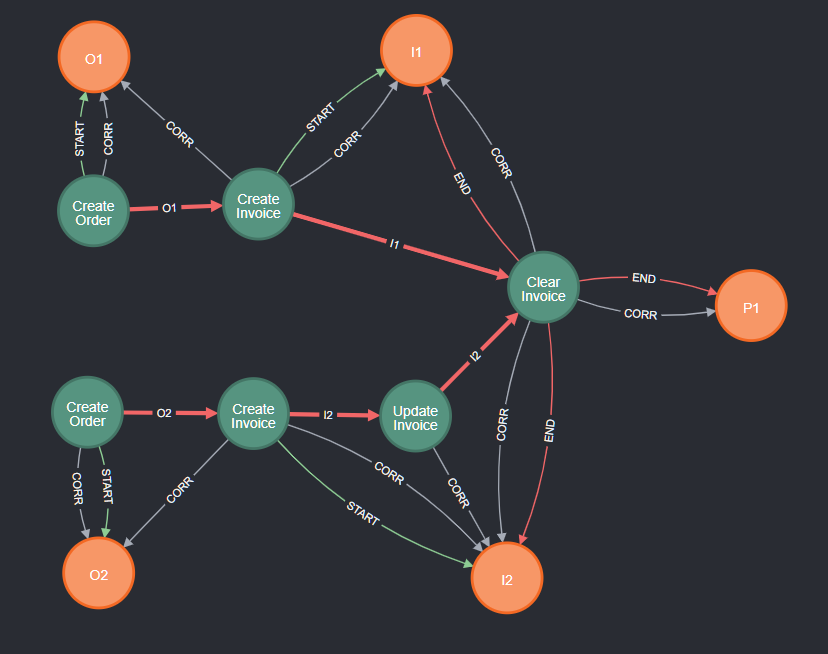 O1
I1
START
CORR
CORR
START
CORR
CORR
END
Create
Order
O1
Create
Invoice
I1
Clear
Invoice
END
CORR
P1
I2
Create
Order
O2
Create
Invoice
I2
Update
Invoice
CORR
END
CORR
START
CORR
CORR
CORR
START
O2
I2